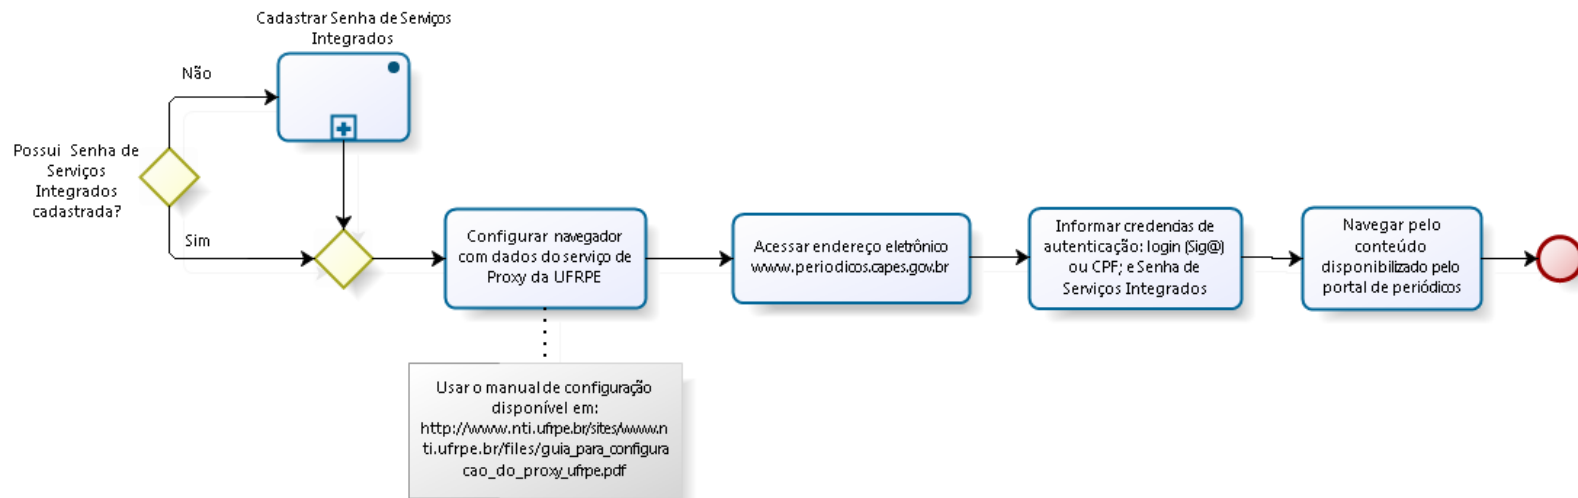 Cadastrar Senha de Serviços
Integrados
Não
Possui Senha de
Serviços
Integrados
cadastrada?
Sim
Configurar navegador
com dados do serviço de
Proxy da UFRPE
Acessar endereço eletrônico
www.periodicos.capes.gov.br
Informar credencias de
autenticação: login (Sig@)
ou CPF; e Senha de
Serviços Integrados
Navegar pelo
conteúdo
disponibilizado pelo
portal de periódicos
Usar o manual de configuração
disponível em:
http://www.nti.ufrpe.br/sites/www.n
ti.ufrpe.br/files/guia_para_configura
cao_do_proxy_ufrpe.pdf